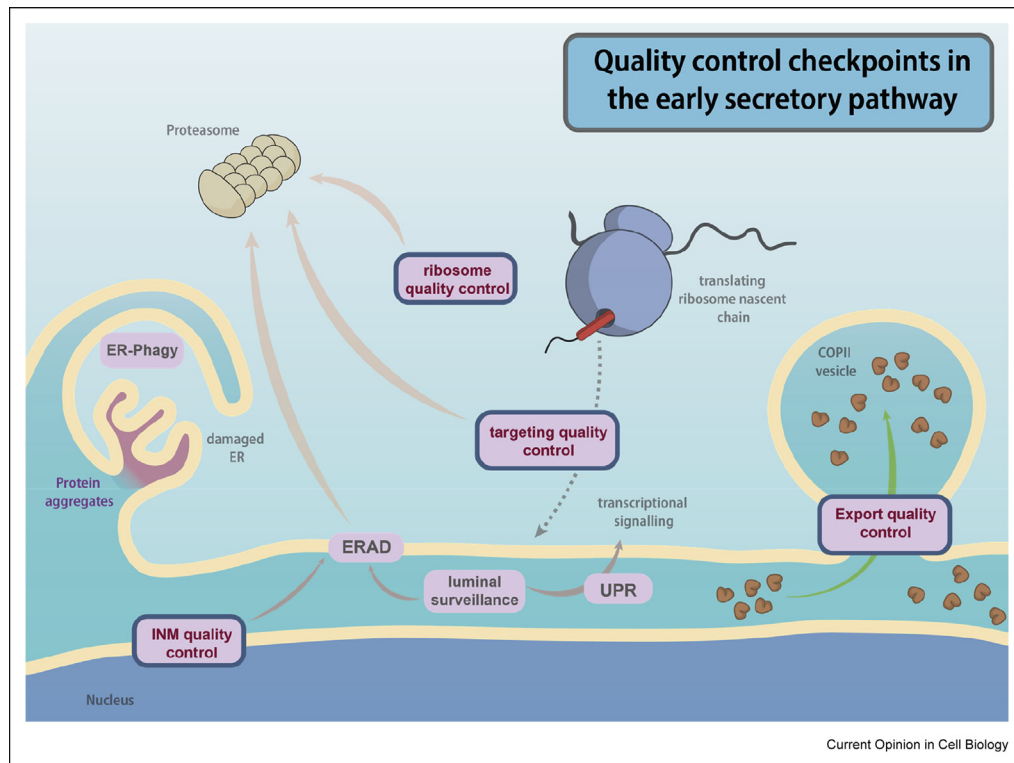 Quality control checkpoints in
the early secretory pathway
Proteasome
ribosome
quality control
translating
ribosome nascent
chain
ER-Phagy
COPII
vesicle
damaged
ER
targeting quality
control
Protein
aggregates
transcriptional
signalling
Export quality
control
ERAD
luminal
surveillance
UPR
INM quality
control
Nucleus
Current Opinion in Cell Biology